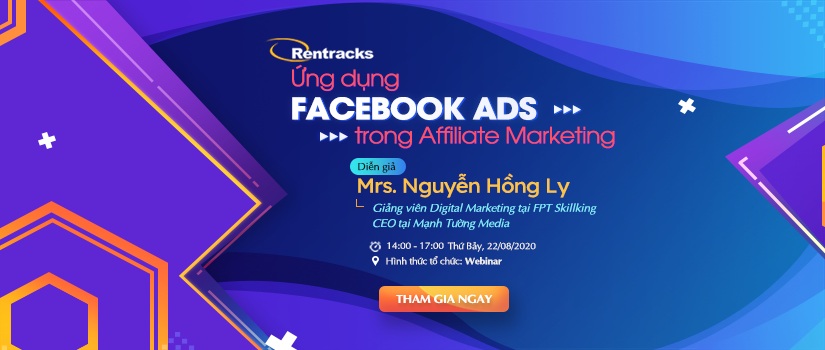 Rentracks
Ứng dụng
FACEBOOK ADS
trong Affiliate Marketing
Diễn giả
Mrs. Nguyễn Hồng Ly
Giảng viên Digital Marketing tại FPT Skillking
CEO tại Mạnh Tường Media
14:00 - 17:00 Thứ Bảy, 22/08/2020
Hình thức tổ chức: Webinar
THAM GIA NGAY